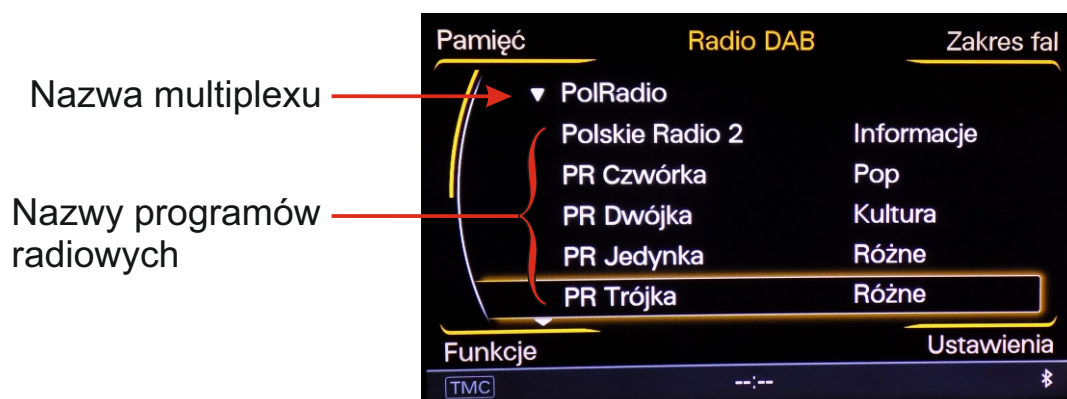 Pamięć Radio DAB Zakres fal
Nazwa multiplexu
PolRadio
Polskie Radio 2 Informacje
PR Czwórka Pop
Nazwy programów
radiowych
PR Dwójka Kultura
PR Jedynka Różne
PR Trójka Różne
Funkcje Ustawienia
TMC --:--